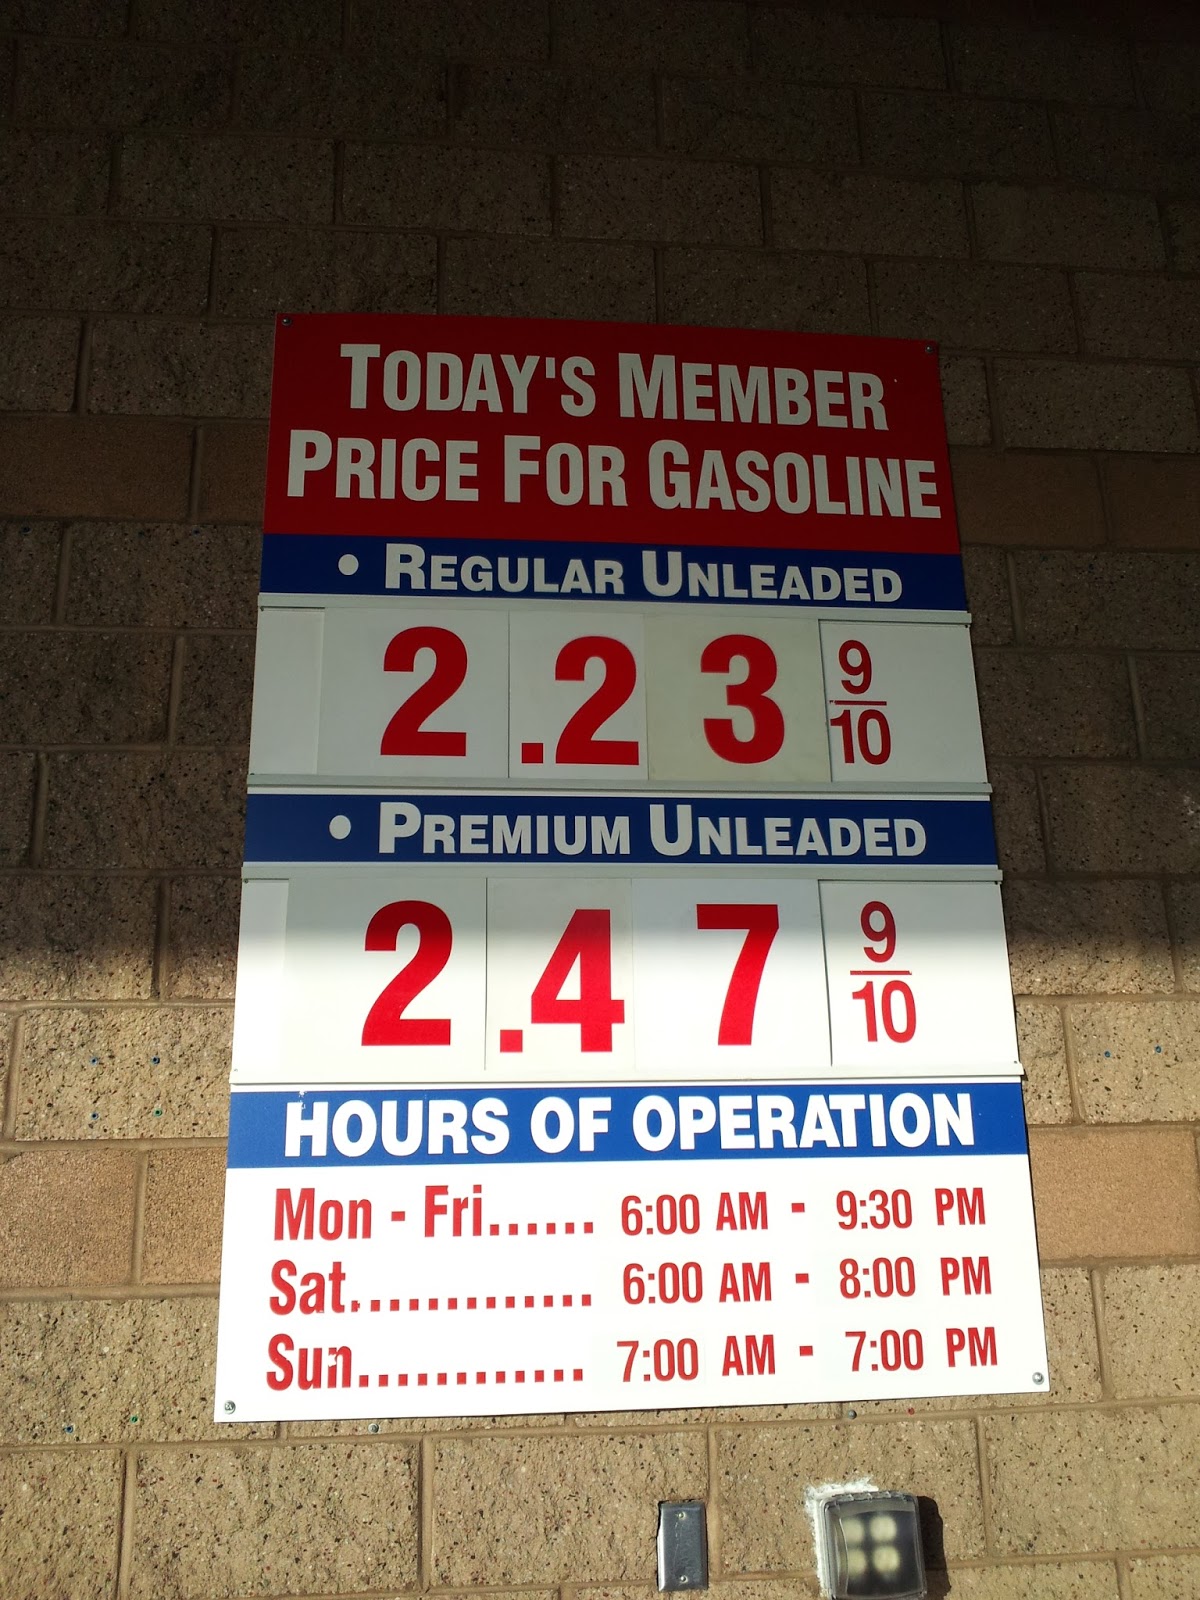 TODAY'S MEMBER
PRICE FOR GASOLINE
• REGULAR UNLEADED
2.23 9/10
• PREMIUM UNLEADED
2.47 9/10
HOURS OF OPERATION
Mon - Fri...... 6:00 AM - 9:30 PM
Sat............. 6:00 AM - 8:00 PM
Sun............ 7:00 AM - 7:00 PM